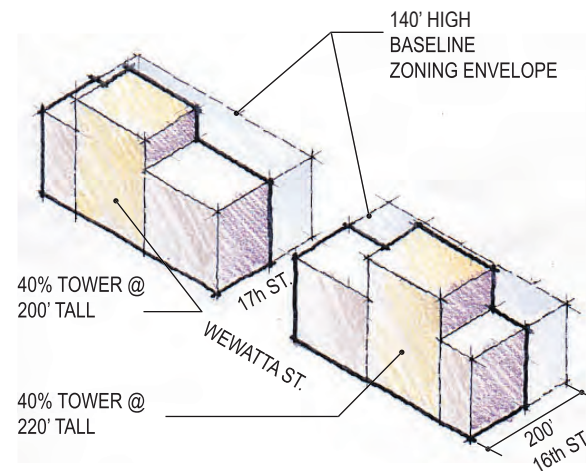 140' HIGH
BASELINE
ZONING ENVELOPE
40% TOWER @
200' TALL
17h ST.
WEWATTA ST.
40% TOWER @
220' TALL
200'
16th ST.